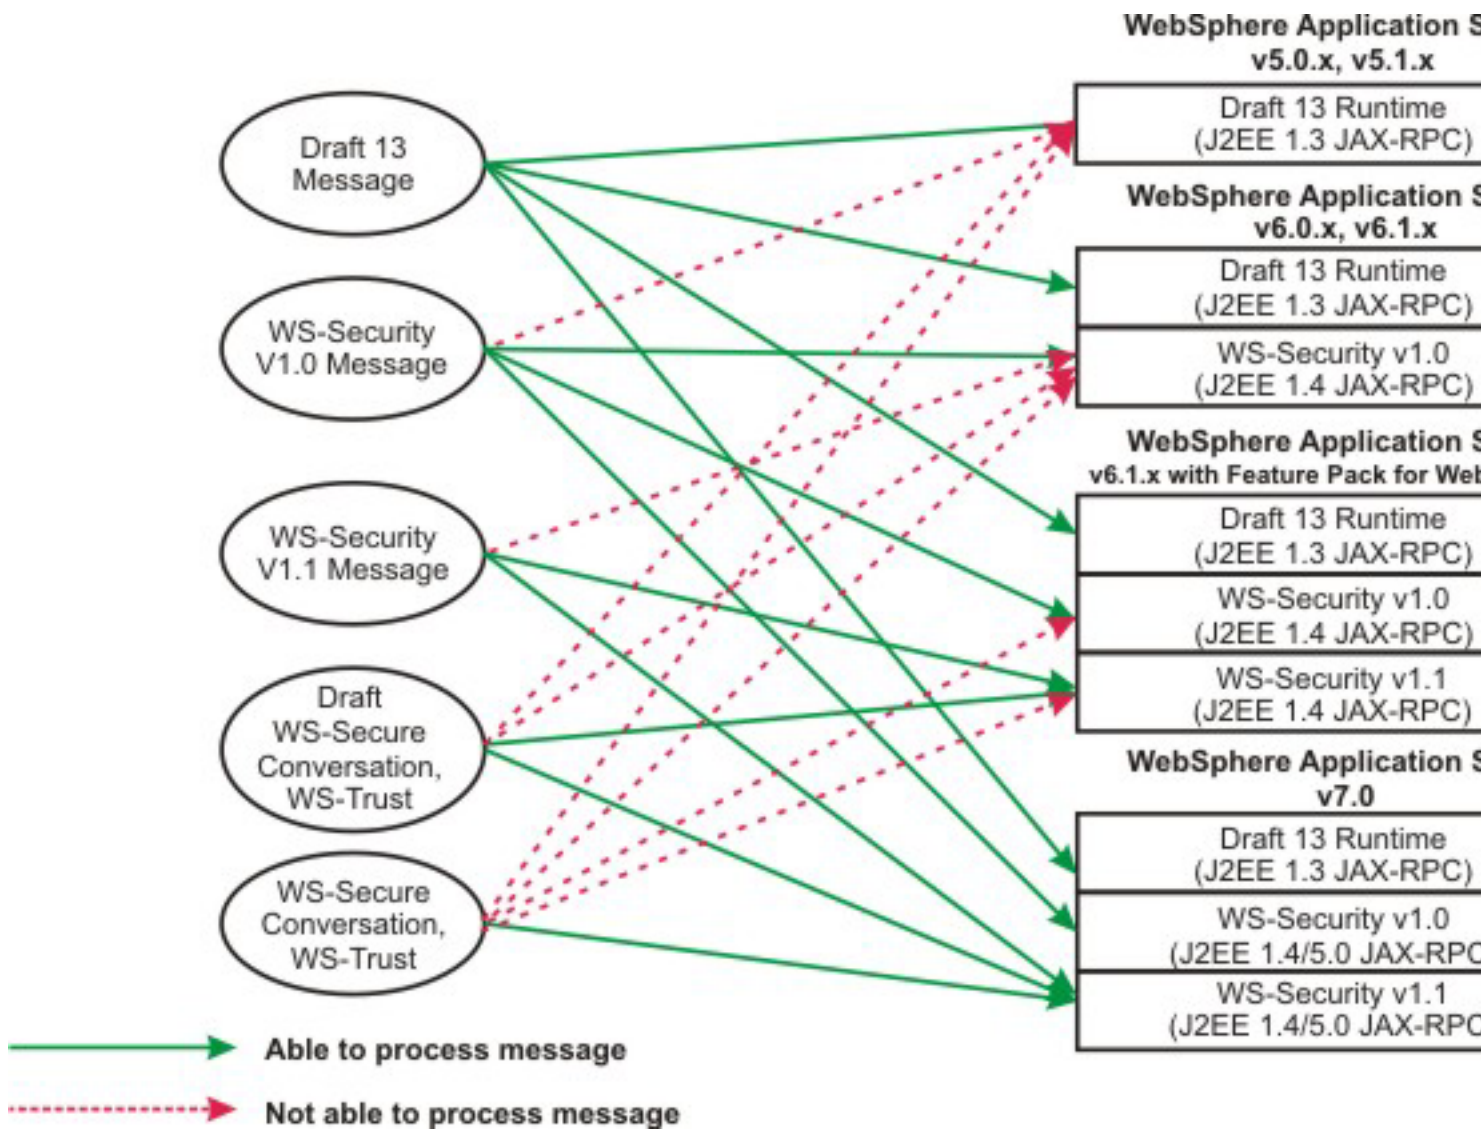 WebSphere Application S
v5.0.x, v5.1.x
Draft 13 Runtime
(J2EE 1.3 JAX-RPC)
Draft 13
Message
WebSphere Application S
v6.0.x, v6.1.x
Draft 13 Runtime
(J2EE 1.3 JAX-RPC)
WS-Security v1.0
(J2EE 1.4 JAX-RPC)
WS-Security
V1.0 Message
WebSphere Application S
v6.1.x with Feature Pack for Web
Draft 13 Runtime
(J2EE 1.3 JAX-RPC)
WS-Security v1.0
(J2EE 1.4 JAX-RPC)
WS-Security v1.1
(J2EE 1.4 JAX-RPC)
WS-Security
V1.1 Message
Draft
WS-Secure
Conversation,
WS-Trust
WebSphere Application S
v7.0
Draft 13 Runtime
(J2EE 1.3 JAX-RPC)
WS-Security v1.0
(J2EE 1.4/5.0 JAX-RPC
WS-Security v1.1
(J2EE 1.4/5.0 JAX-RPC
WS-Secure
Conversation,
WS-Trust
Able to process message
Not able to process message